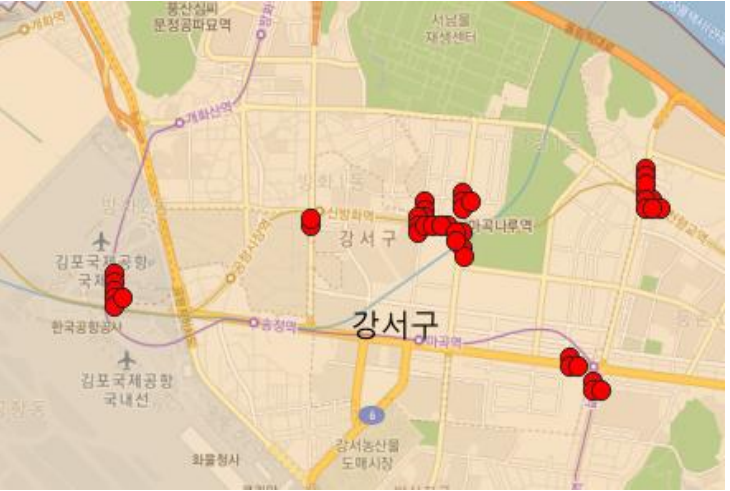 개화역
풍산심씨
문정공파묘역
서남물
재생센터
개화산역
방화1동
신방화역
마곡나루역
강서구
김포국제공항
국제
공항시장역
한국공항공사
송정역
강서구
마곡역
김포국제공항
국내선
6
강서농산물
도매시장
화물청사